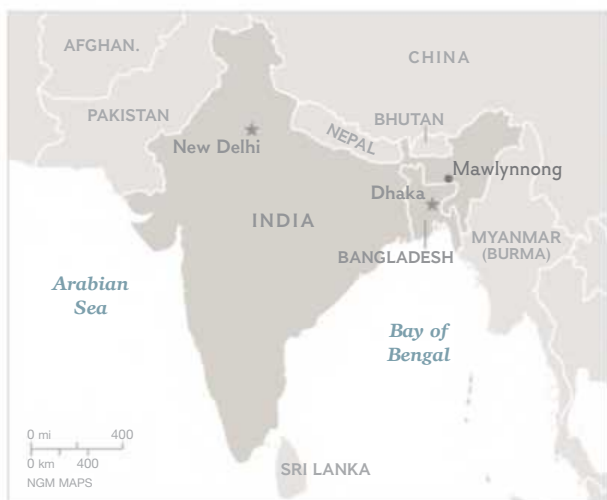 AFGHAN.
CHINA
PAKISTAN
BHUTAN
NEPAL
New Delhi
Mawlynnong
Dhaka
INDIA
MYANMAR
(BURMA)
BANGLADESH
Arabian
Sea
Bay of
Bengal
0 mi 400
0 km 400
NGM MAPS
SRI LANKA